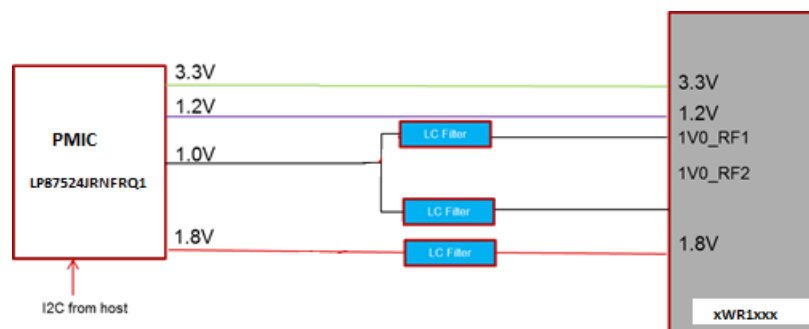 3.3V
1.2V
PMIC
1.0V
LP87524JRNFRQ1
1.8V
I2C from host
LC Filter
LC Filter
LC Filter
3.3V
1.2V
1V0_RF1
1V0_RF2
1.8V
xWR1xxx